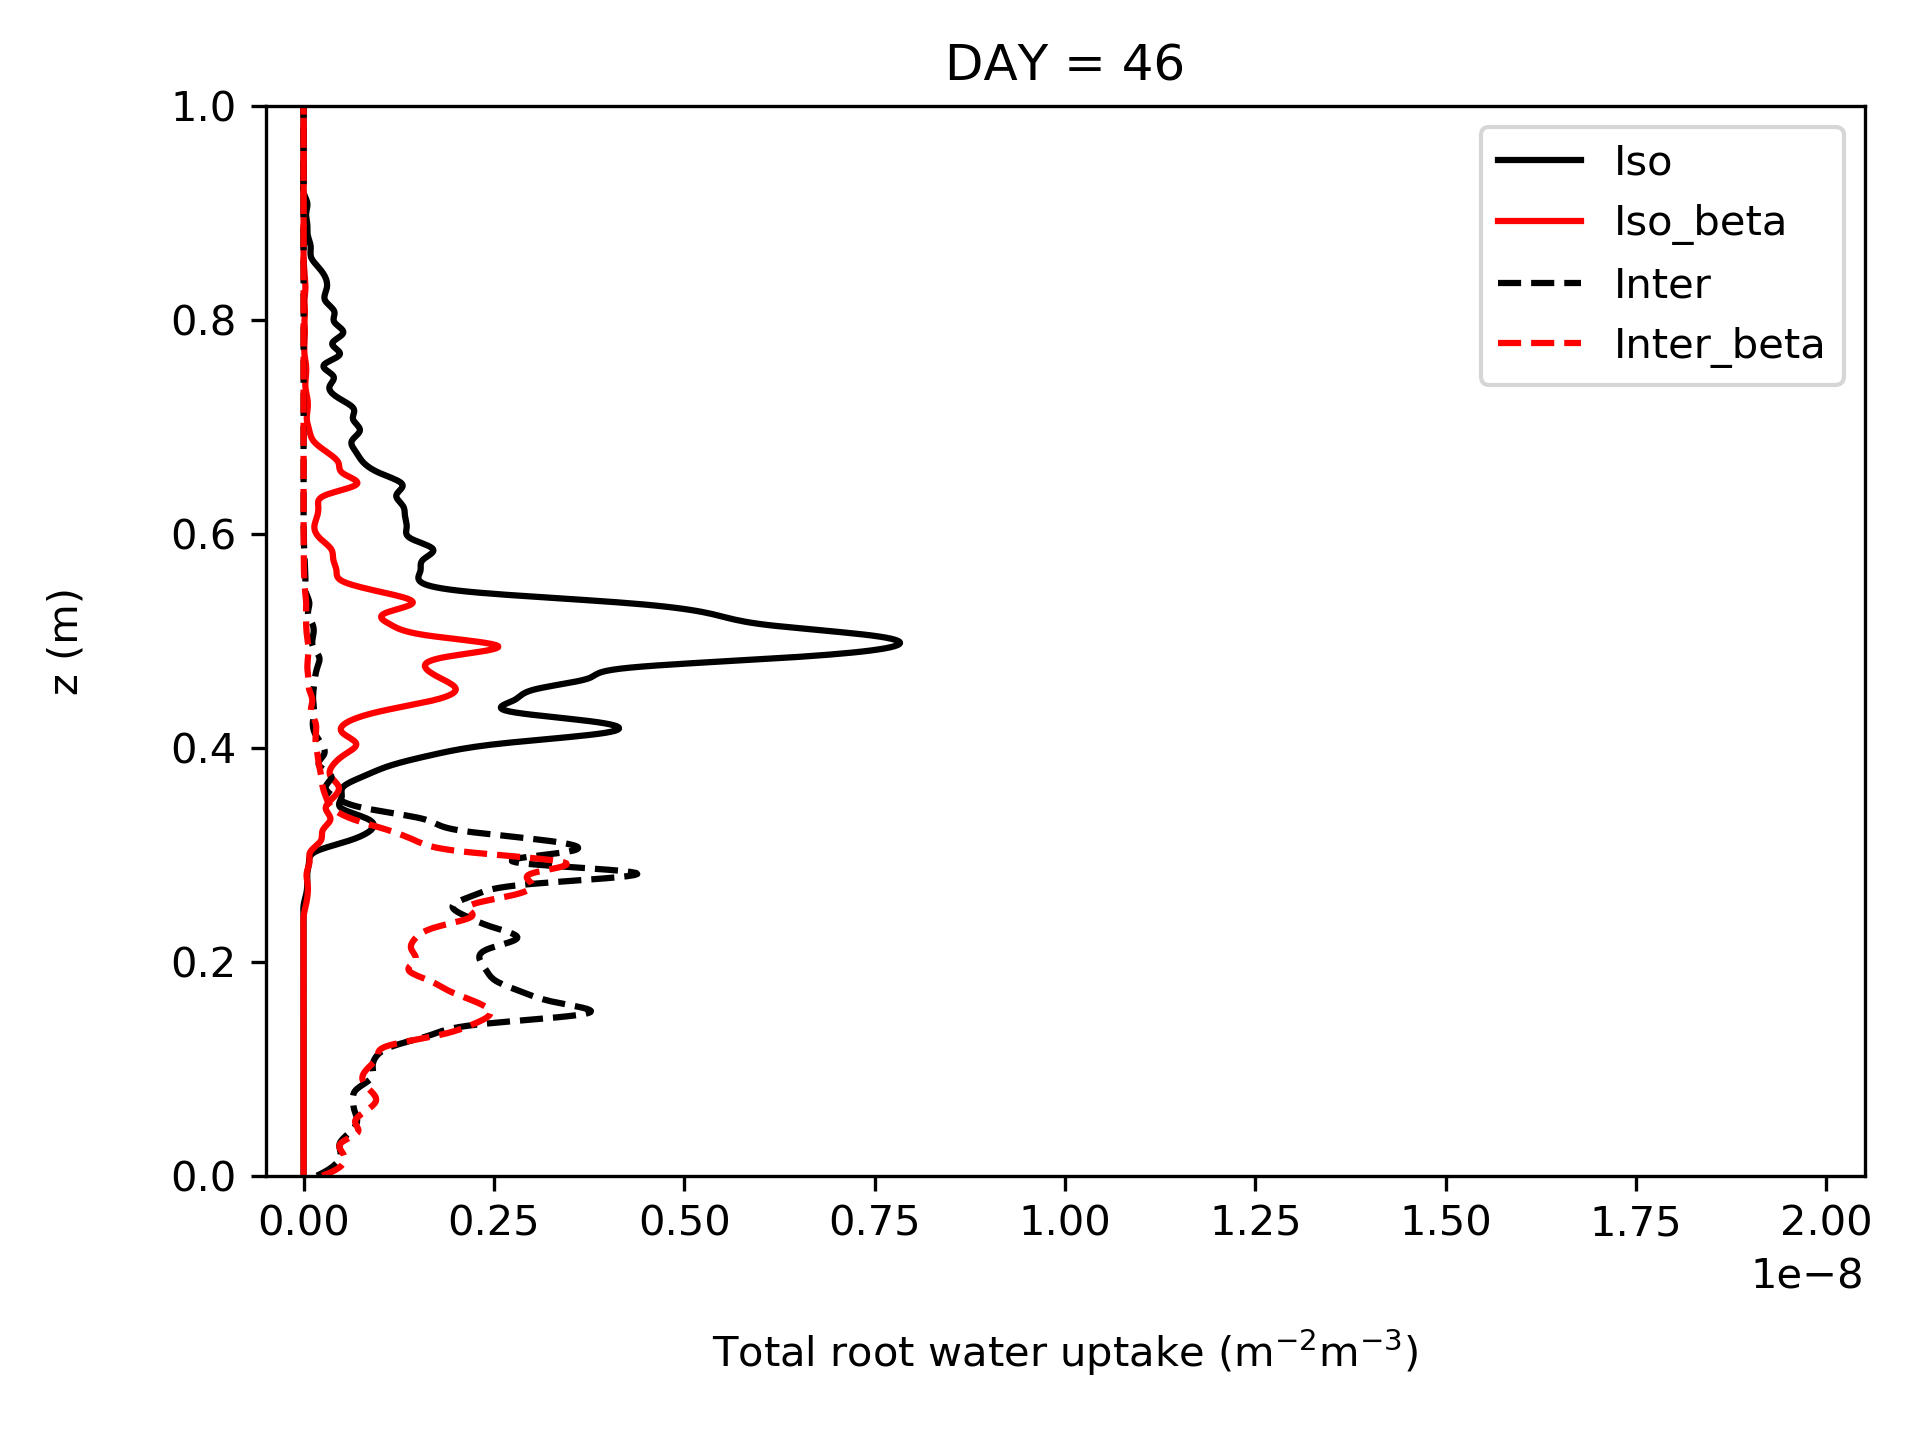 DAY = 46
1.0
0.8
0.6
0.4
0.2
0.0
z (m)
Iso
Iso_beta
Inter
Inter_beta
0.00 0.25 0.50 0.75 1.00 1.25 1.50 1.75 2.00
1e−8
Total root water uptake (m⁻²m⁻³)